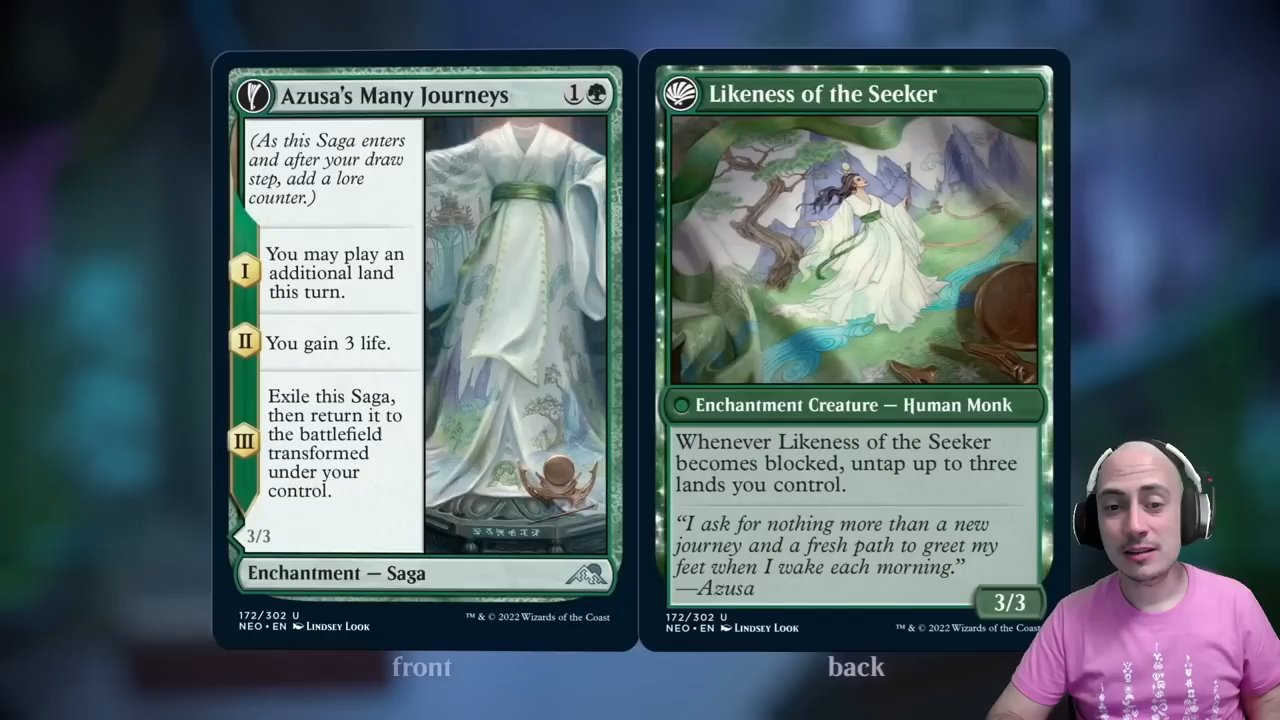 Azusa's Many Journeys 1
(As this Saga enters
and after your draw
step, add a lore
counter.)
I
You may play an
additional land
this turn.
II
You gain 3 life.
III
Exile this Saga,
then return it to
the battlefield
transformed
under your
control.
3/3
Enchantment — Saga
172/302 U
NEO • EN Lindsey Look
™ & © 2022 Wizards of the Coast
front
Likeness of the Seeker
Enchantment Creature — Human Monk
Whenever Likeness of the Seeker
becomes blocked, untap up to three
lands you control.
“I ask for nothing more than a new
journey and a fresh path to greet my
feet when I wake each morning.”
—Azusa
3/3
172/302 U
NEO • EN Lindsey Look
™ & © 2022 Wizards of the Coast
back